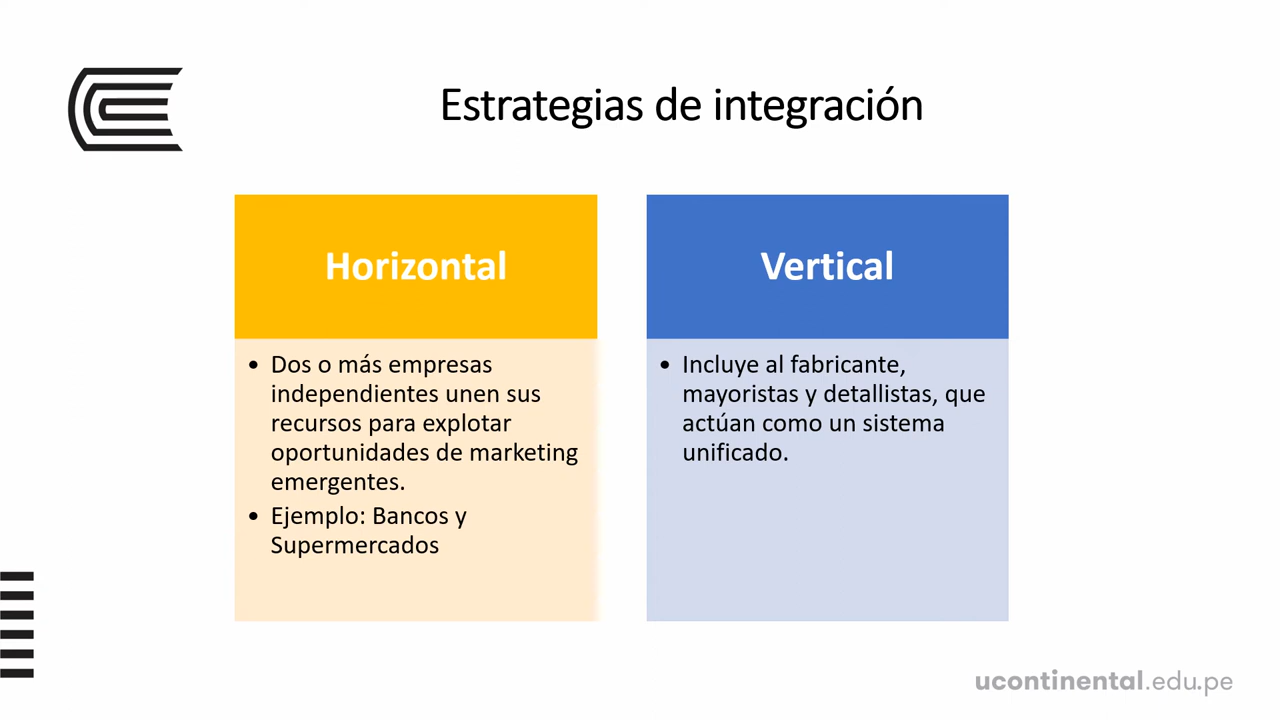 Estrategias de integración
Horizontal
• Dos o más empresas
independientes unen sus
recursos para explotar
oportunidades de marketing
emergentes.
• Ejemplo: Bancos y
Supermercados
Vertical
• Incluye al fabricante,
mayoristas y detallistas, que
actúan como un sistema
unificado.
ucontinental.edu.pe